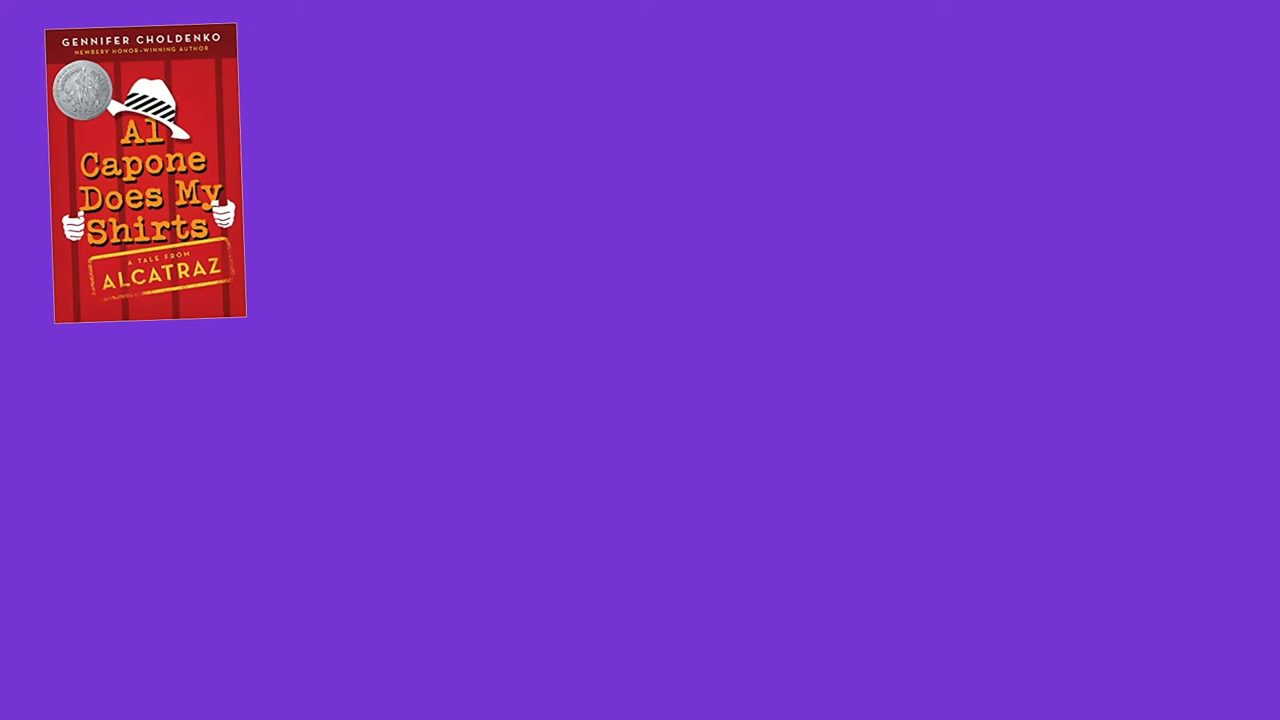 GENNIFER CHOLDENKO
NEWBERY HONOR–WINNING AUTHOR
Al
Capone
Does My
Shirts
A TALE FROM
ALCATRAZ